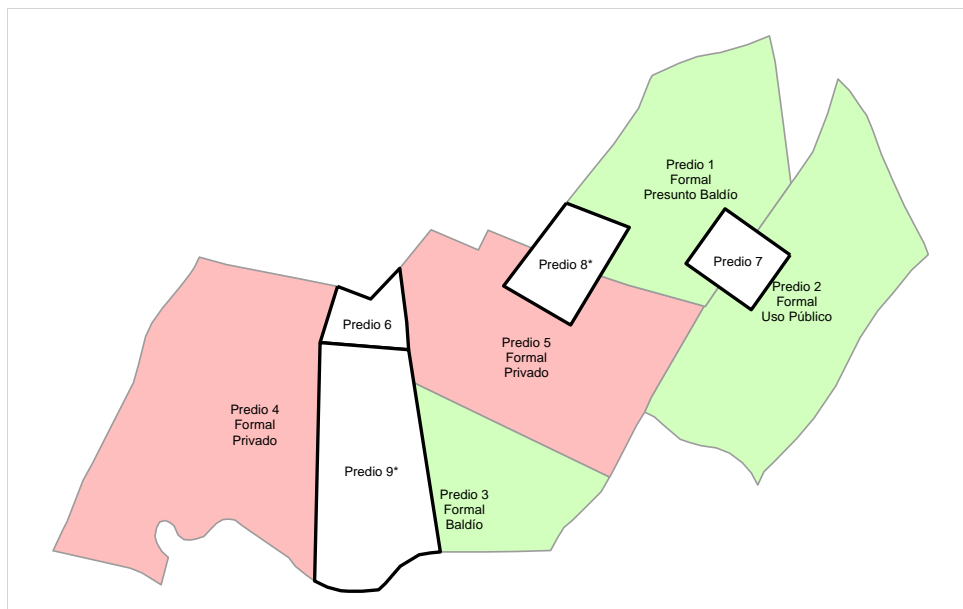 Predio 1
Formal
Presunto Baldío
Predio 8*
Predio 7
Predio 2
Formal
Uso Público
Predio 6
Predio 5
Formal
Privado
Predio 4
Formal
Privado
Predio 9*
Predio 3
Formal
Baldío